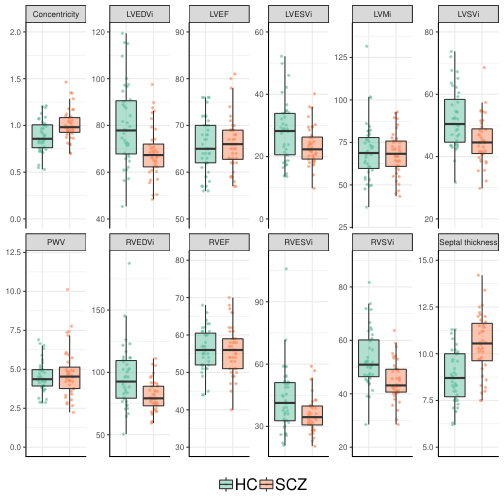 Concentricity LVEDVi LVEF LVESVi LVMi LVSVi
2.0 1.5 1.0 0.5 0.0
120 100 80 60 40
90 80 70 60 50
60 40 20 0
125 100 75 50 25
80 60 40 20
PWV RVEDVi RVEF RVESVi RVSVi Septal thickness
12.5 10.0 7.5 5.0 2.5 0.0
150 100 50
80 70 60 50 40 30
90 60 30
80 60 40 20
15.0 12.5 10.0 7.5 5.0
HC SCZ